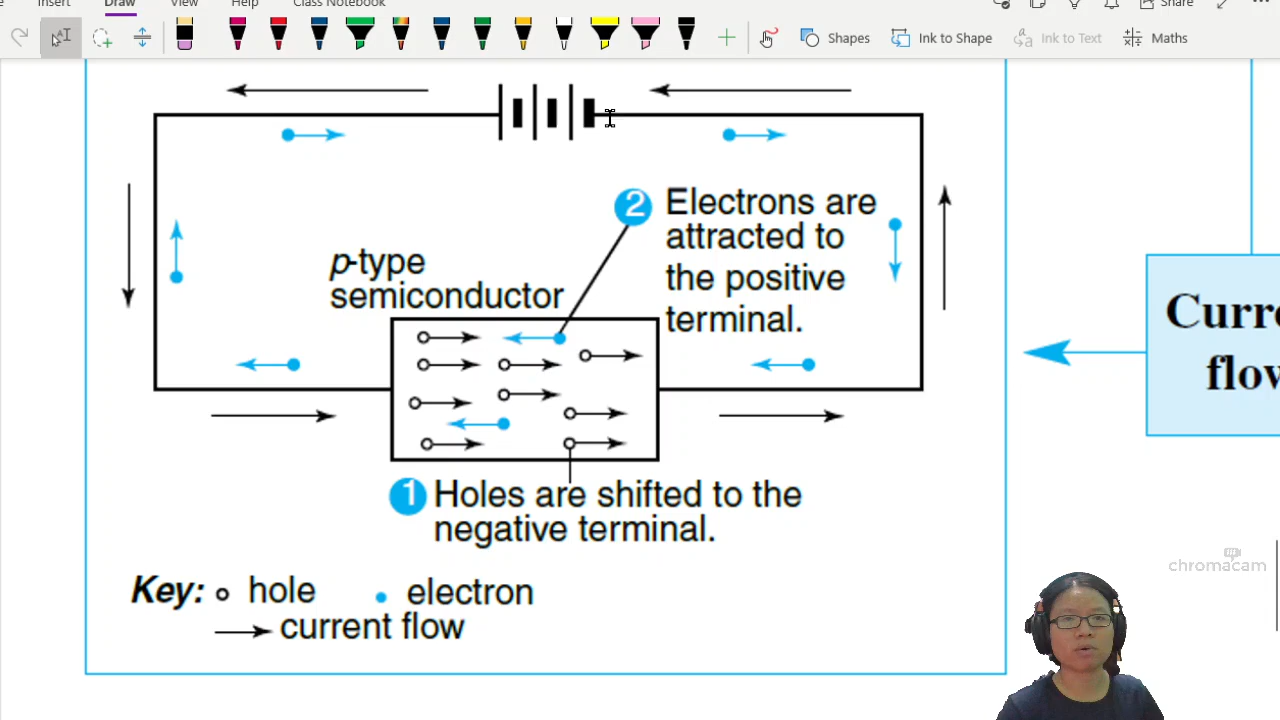 Insert Draw View Help Class Notebook Share
Shapes Ink to Shape Ink to Text Maths
2 Electrons are
attracted to
the positive
terminal.
p-type
semiconductor
1 Holes are shifted to the
negative terminal.
Key: hole electron
current flow
chromacam